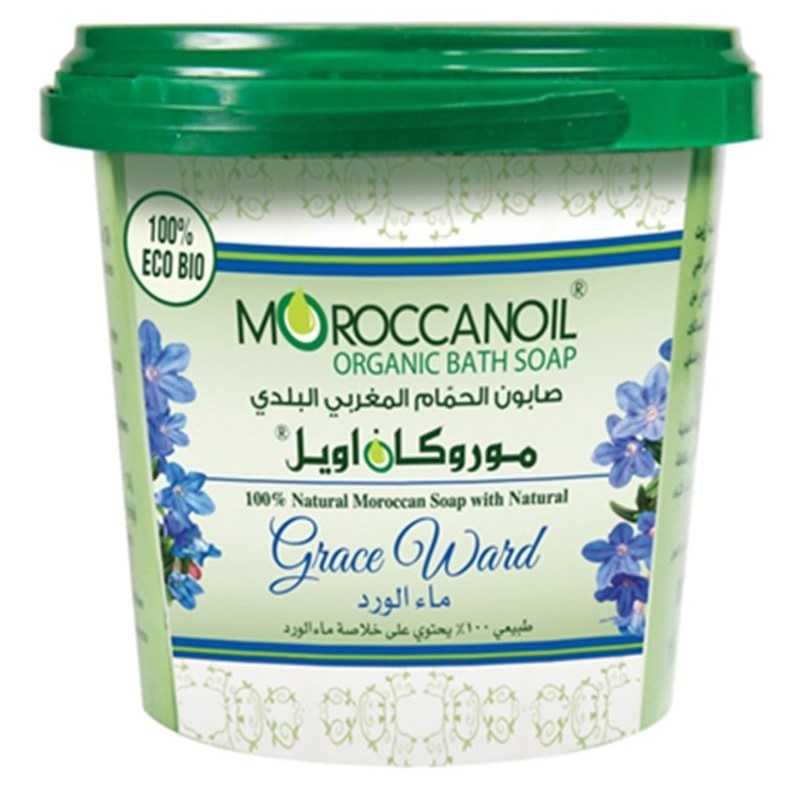 100%
ECO BIO
MOROCCANOIL®
ORGANIC BATH SOAP
صابون الحمّام المغربي البلدي
موروكان اويل®
100% Natural Moroccan Soap with Natural
Grace Ward
ماء الورد
طبيعي ١٠٠٪ يحتوي على خلاصة ماء الورد